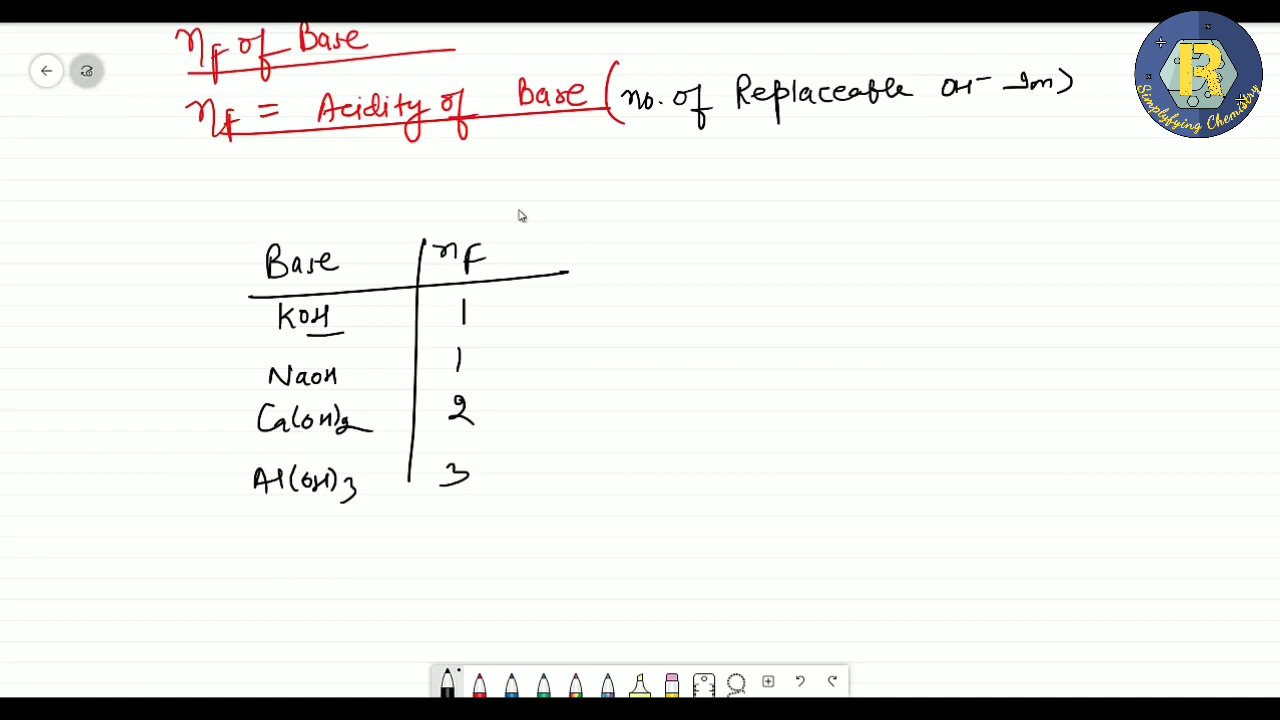 nF of Base
nF = Acidity of Base (no. of Replaceable OH⁻ Ion)
R
Simplyfying Chemistry
Base nF
KOH 1
NaOH 1
Ca(OH)2 2
Al(OH)3 3